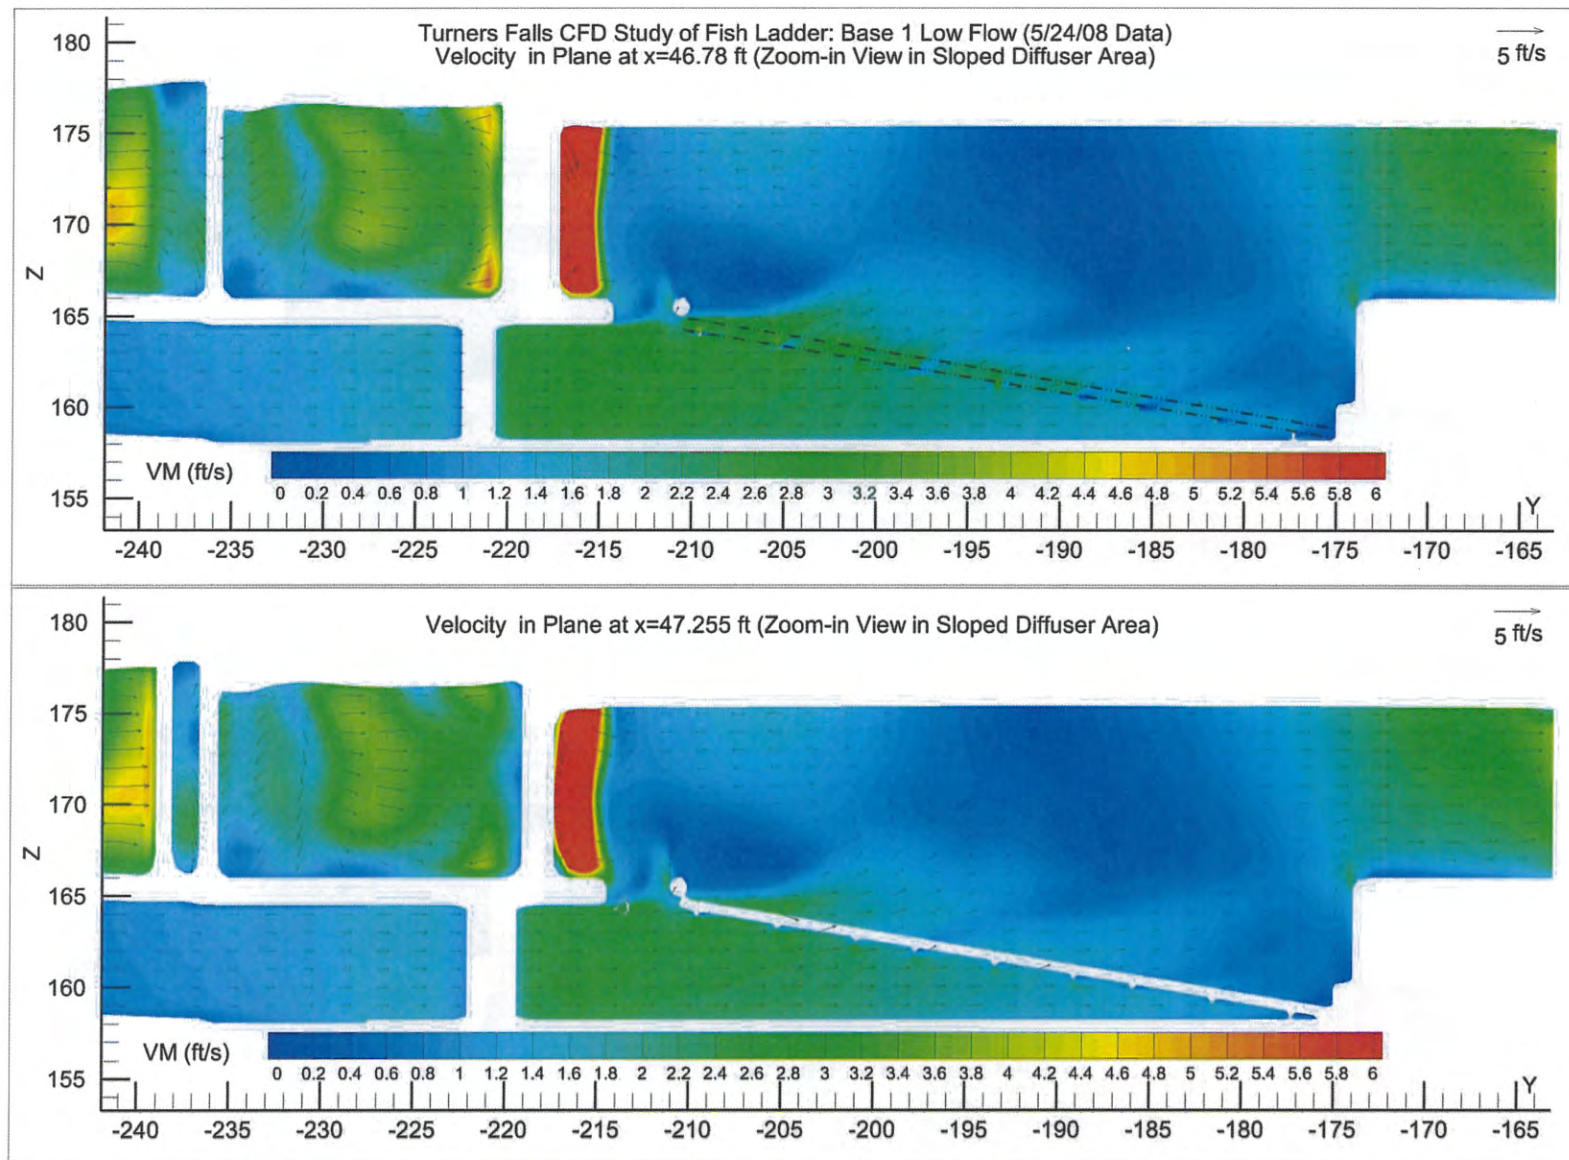 Turners Falls CFD Study of Fish Ladder: Base 1 Low Flow (5/24/08 Data)
Velocity in Plane at x=46.78 ft (Zoom-in View in Sloped Diffuser Area)
5 ft/s
180
175
170
165
160
155
Z
VM (ft/s)
0 0.2 0.4 0.6 0.8 1 1.2 1.4 1.6 1.8 2 2.2 2.4 2.6 2.8 3 3.2 3.4 3.6 3.8 4 4.2 4.4 4.6 4.8 5 5.2 5.4 5.6 5.8 6
Y
-240 -235 -230 -225 -220 -215 -210 -205 -200 -195 -190 -185 -180 -175 -170 -165
Velocity in Plane at x=47.255 ft (Zoom-in View in Sloped Diffuser Area)
5 ft/s
180
175
170
165
160
155
Z
VM (ft/s)
0 0.2 0.4 0.6 0.8 1 1.2 1.4 1.6 1.8 2 2.2 2.4 2.6 2.8 3 3.2 3.4 3.6 3.8 4 4.2 4.4 4.6 4.8 5 5.2 5.4 5.6 5.8 6
Y
-240 -235 -230 -225 -220 -215 -210 -205 -200 -195 -190 -185 -180 -175 -170 -165